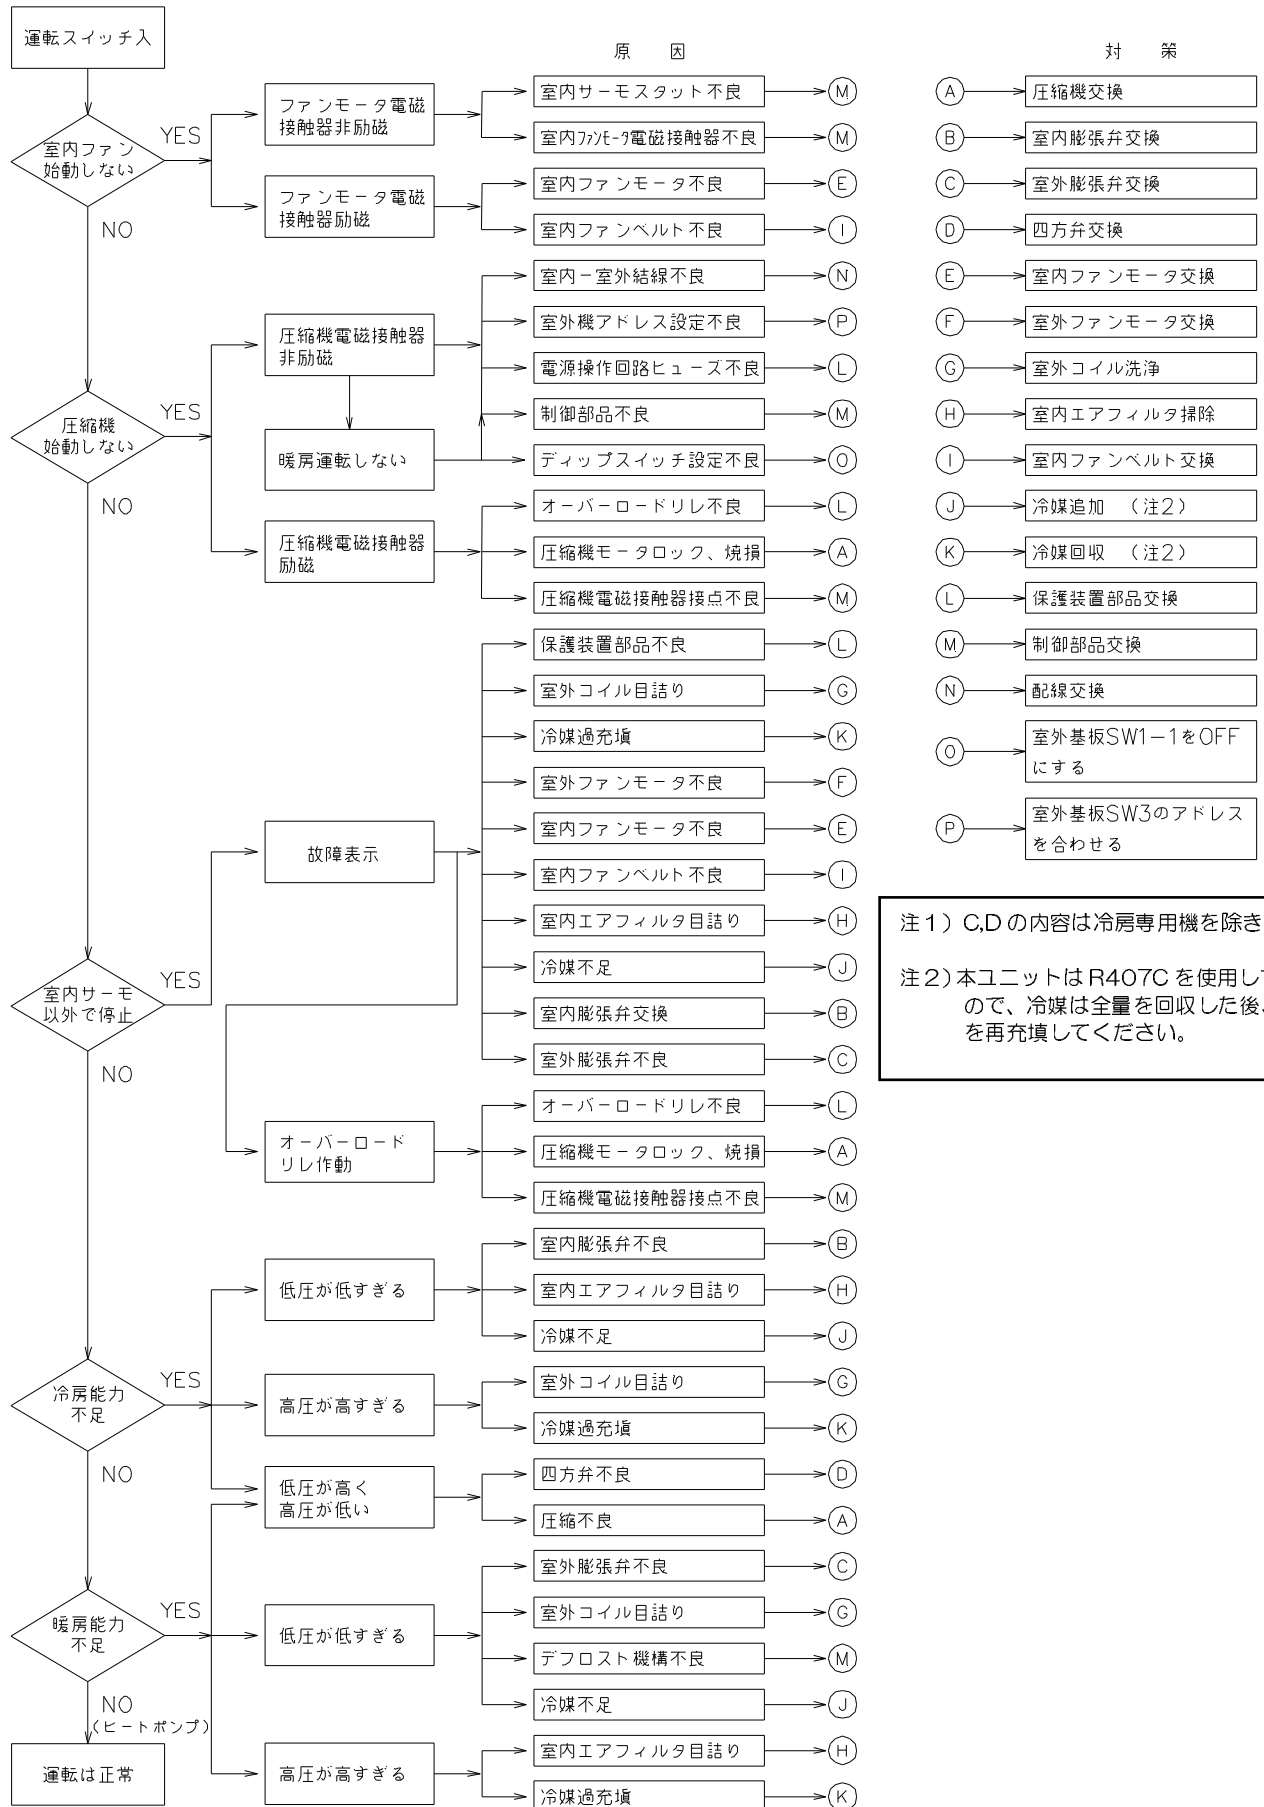 運転スイッチ入
室内ファン
始動しない
YES
NO
圧縮機
始動しない
YES
NO
室内サーモ
以外で停止
YES
NO
冷房能力
不足
YES
NO
暖房能力
不足
YES
NO
(ヒートポンプ)
運転は正常
ファンモータ電磁
接触器非励磁
ファンモータ電磁
接触器励磁
圧縮機電磁接触器
非励磁
暖房運転しない
圧縮機電磁接触器
励磁
故障表示
オーバーロード
リレ作動
低圧が低すぎる
高圧が高すぎる
低圧が高く
高圧が低い
低圧が低すぎる
高圧が高すぎる
原 因
室内サーモスタット不良 M
室内ファンモータ電磁接触器不良 M
室内ファンモータ不良 E
室内ファンベルト不良 I
室内ー室外結線不良 N
室外機アドレス設定不良 P
電源操作回路ヒューズ不良 L
制御部品不良 M
ディップスイッチ設定不良 O
オーバーロードリレ不良 L
圧縮機モータロック、焼損 A
圧縮機電磁接触器接点不良 M
保護装置部品不良 L
室外コイル目詰り G
冷媒過充塡 K
室外ファンモータ不良 F
室内ファンモータ不良 E
室内ファンベルト不良 I
室内エアフィルタ目詰り H
冷媒不足 J
室内膨張弁交換 B
室外膨張弁不良 C
オーバーロードリレ不良 L
圧縮機モータロック、焼損 A
圧縮機電磁接触器接点不良 M
室内膨張弁不良 B
室内エアフィルタ目詰り H
冷媒不足 J
室外コイル目詰り G
冷媒過充塡 K
四方弁不良 D
圧縮不良 A
室外膨張弁不良 C
室外コイル目詰り G
デフロスト機構不良 M
冷媒不足 J
室内エアフィルタ目詰り H
冷媒過充塡 K
対 策
A 圧縮機交換
B 室内膨張弁交換
C 室外膨張弁交換
D 四方弁交換
E 室内ファンモータ交換
F 室外ファンモータ交換
G 室外コイル洗浄
H 室内エアフィルタ掃除
I 室内ファンベルト交換
J 冷媒追加 (注2)
K 冷媒回収 (注2)
L 保護装置部品交換
M 制御部品交換
N 配線交換
O 室外基板SW1ー1をOFF
にする
P 室外基板SW3のアドレス
を合わせる
注1) C,D の内容は冷房専用機を除き
注2)本ユニットは R407C を使用して
ので、冷媒は全量を回収した後、
を再充填してください。